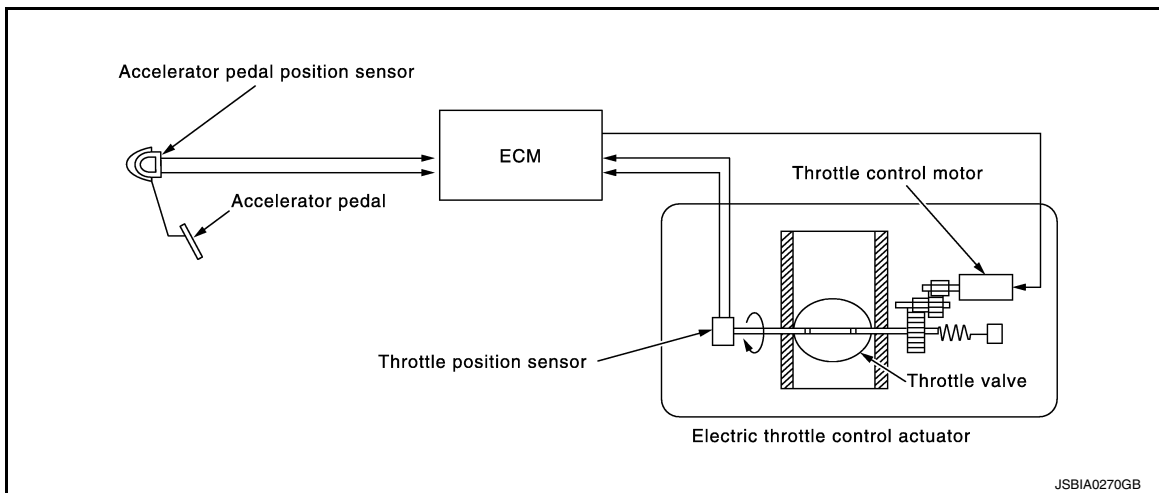 Accelerator pedal position sensor
ECM
Throttle control motor
Accelerator pedal
Throttle position sensor
Throttle valve
Electric throttle control actuator
JSBIA0270GB